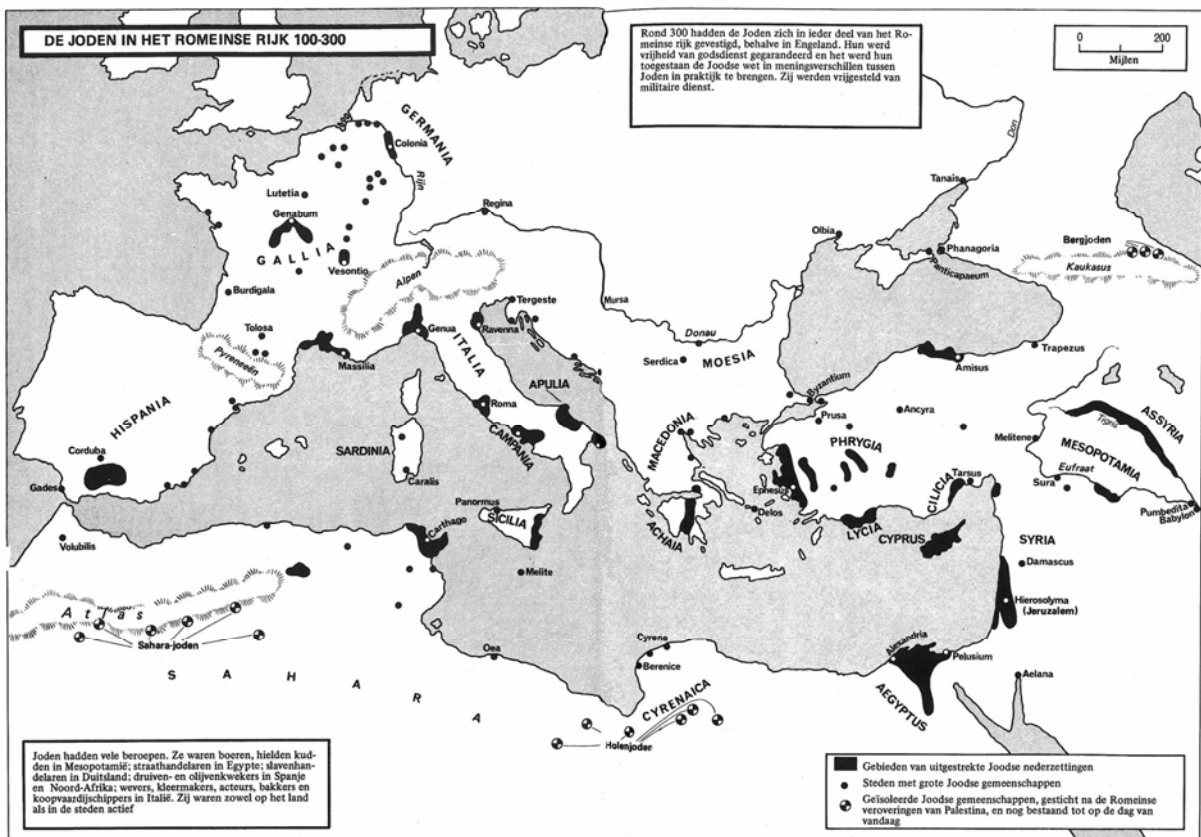 DE JODEN IN HET ROMEINSE RIJK 100-300
Rond 300 hadden de Joden zich in ieder deel van het Ro-
meinse rijk gevestigd, behalve in Engeland. Hun werd
vrijheid van godsdienst gegarandeerd en het werd hun
toegestaan de Joodse wet in meningsverschillen tussen
Joden in praktijk te brengen. Zij werden vrijgesteld van
militaire dienst.
0 200
Mijlen
GERMANIA
Colonia
Rijn
Lutetia
Genabum
GALLIA
Vesontio
Regina
Alpen
Burdigala
Tolosa
Pyreneeën
Massilia
Genua
Tergeste
Ravenna
Mursa
ITALIA
Donau
Serdica
MOESIA
Olbia
Tanais
Don
Phanagoria
Panticapaeum
Bergjoden
Kaukasus
Trapezus
Amisus
Byzantium
Prusa
Ancyra
PHRYGIA
Melitene
ASSYRIA
Tigris
MESOPOTAMIA
Eufraat
Sura
Pumbedita
Babylon
HISPANIA
Corduba
Gades
SARDINIA
Caralis
Roma
APULIA
CAMPANIA
MACEDONIA
Ephesus
Delos
ACHAIA
LYCIA
CILICIA
Tarsus
CYPRUS
SYRIA
Damascus
Hierosolyma
(Jeruzalem)
Panormus
SICILIA
Carthago
Melite
Volubilis
Atlas
Sahara-joden
SAHARA
Oea
Cyrene
Berenice
CYRENAICA
Holenjoden
Alexandria
Pelusium
AEGYPTUS
Aelana
Joden hadden vele beroepen. Ze waren boeren, hielden kud-
den in Mesopotamië; straathandelaren in Egypte; slavenhan-
delaren in Duitsland; druiven- en olijvenkwekers in Spanje
en Noord-Afrika; wevers, kleermakers, acteurs, bakkers en
koopvaardijschippers in Italië. Zij waren zowel op het land
als in de steden actief
Gebieden van uitgestrekte Joodse nederzettingen
Steden met grote Joodse gemeenschappen
Geïsoleerde Joodse gemeenschappen, gesticht na de Romeinse
veroveringen van Palestina, en nog bestaand tot op de dag van
vandaag